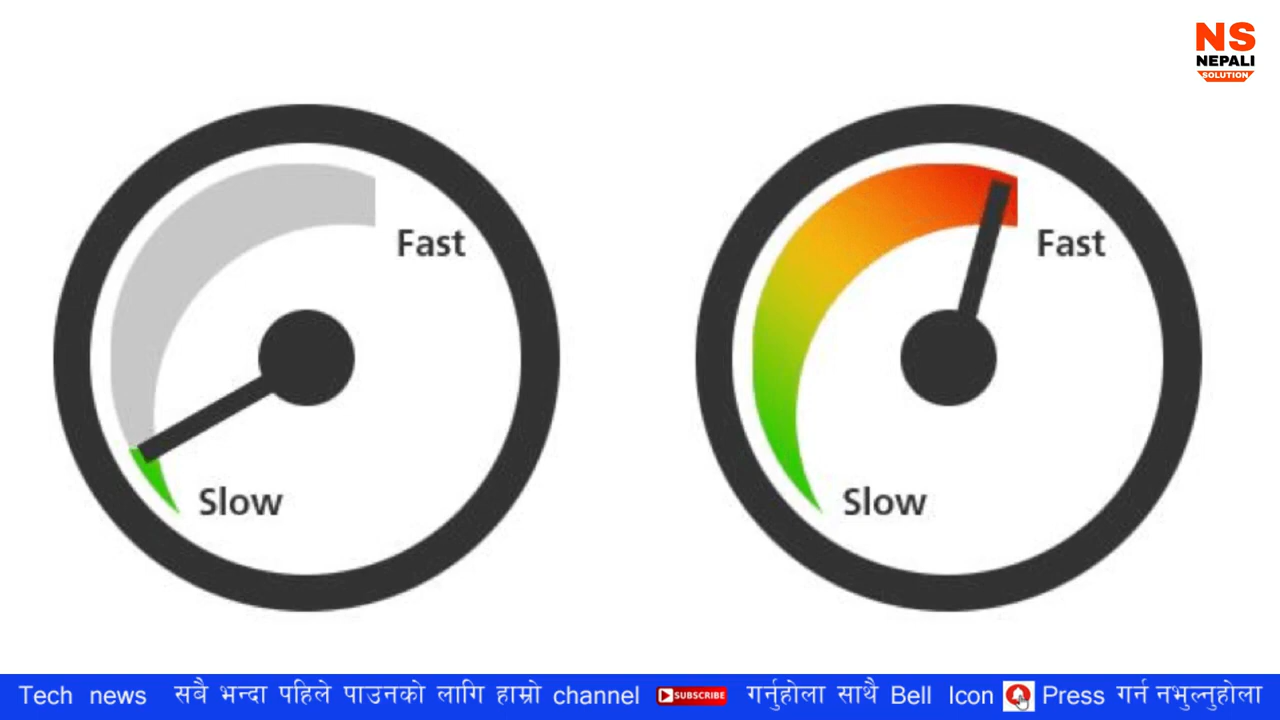 NS
NEPALI
SOLUTION
Fast
Fast
Slow
Slow
Tech news सबै भन्दा पहिले पाउनको लागि हाम्रो channel SUBSCRIBE गर्नुहोला साथै Bell Icon Press गर्न नभुल्नुहोला